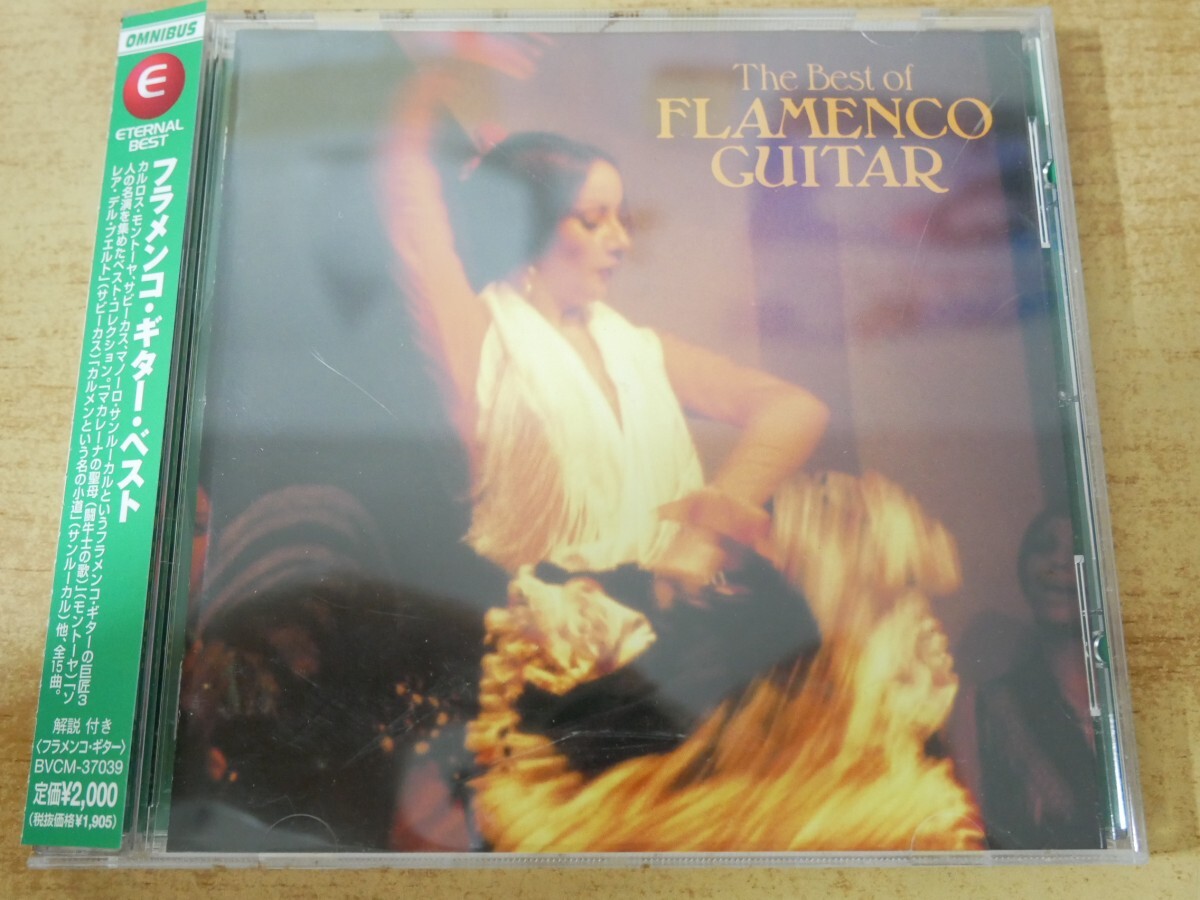 OMNIBUS
E
ETERNAL
BEST
フラメンコ・ギター・ベスト
カルロス・モントーヤ、サビーカス、マノーロ・サンルーカルというフラメンコ・ギターの巨匠3
人の名演を集めたベスト・コレクション。「マカレーナの聖母(闘牛士の歌)」(モントーヤ)「ソ
レア・デル・プエルト」(サビーカス)「カルメンという名の小道」(サンルーカル)他、全15曲。
解説 付き
〈フラメンコ・ギター〉
BVCM-37039
定価¥2,000
(税抜価格¥1,905)
The Best of
FLAMENCO
GUITAR